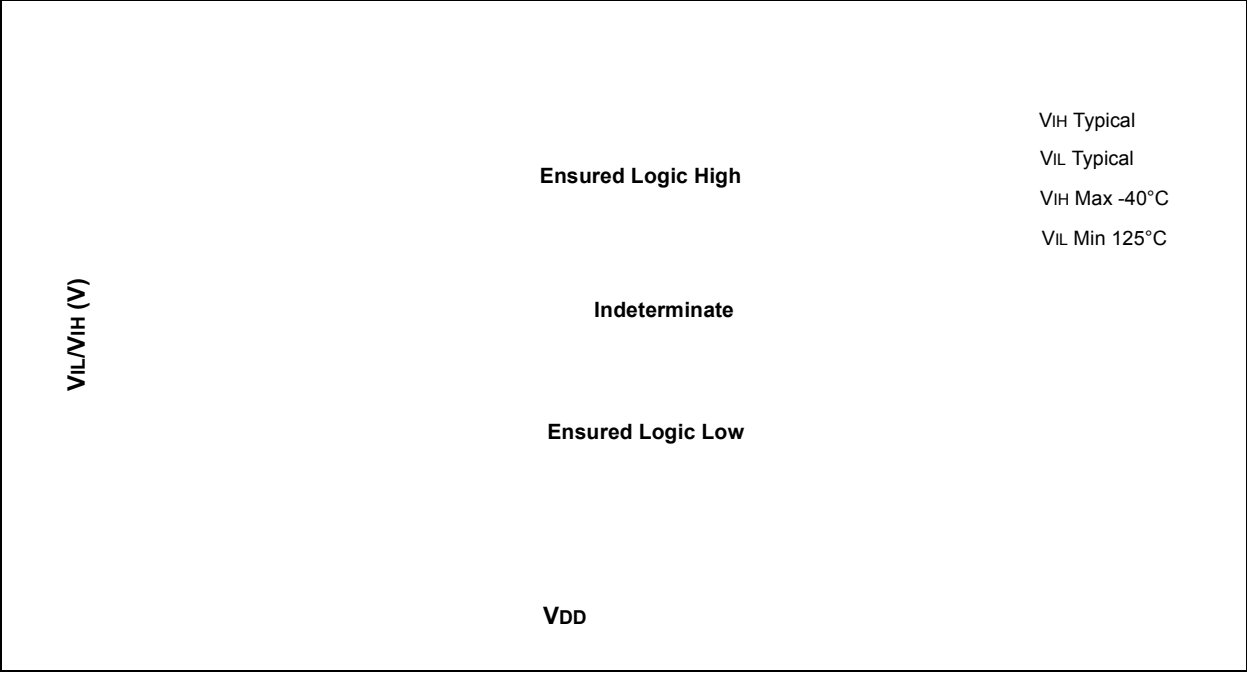 VIH Typical
VIL Typical
Ensured Logic High
VIH Max -40°C
VIL Min 125°C
VIL/VIH (V)
Indeterminate
Ensured Logic Low
VDD